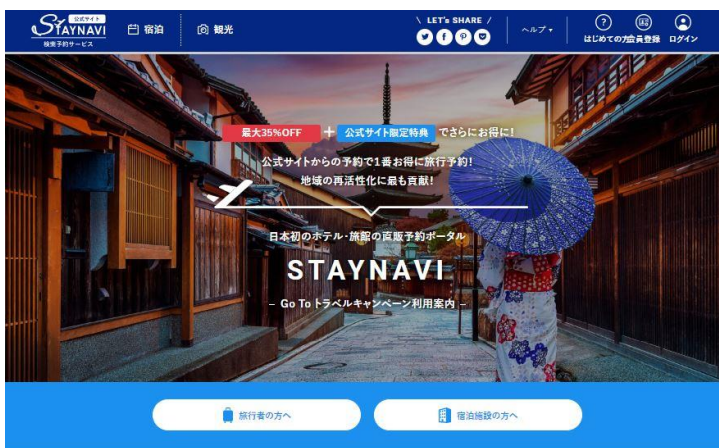 公式サイト
STAYNAVI
検索予約サービス
宿泊
観光
\ LET's SHARE /
ヘルプ ▾
はじめての方
会員登録
ログイン
最大35%OFF + 公式サイト限定特典 でさらにお得に!
公式サイトからの予約で1番お得に旅行予約!
地域の再活性化に最も貢献!
日本初のホテル・旅館の直販予約ポータル
STAYNAVI
– Go To トラベルキャンペーン利用案内 –
旅行者の方へ
宿泊施設の方へ